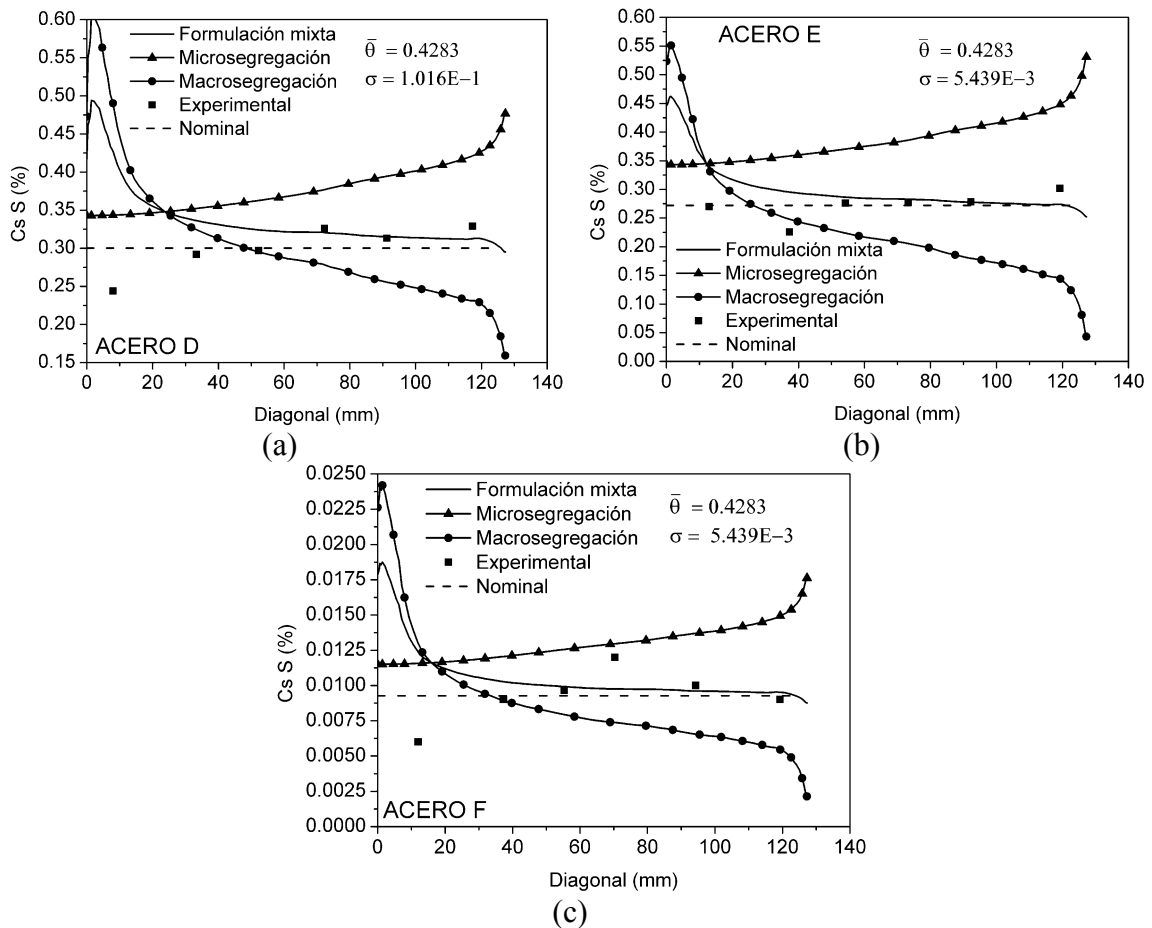 0.60
0.55
0.50
0.45
0.40
0.35
0.30
0.25
0.20
0.15
Cs S (%)
Formulación mixta
Microsegregación
Macrosegregación
Experimental
Nominal
θ̄ = 0.4283
σ = 1.016E−1
ACERO D
0 20 40 60 80 100 120 140
Diagonal (mm)
(a)
0.60
0.55
0.50
0.45
0.40
0.35
0.30
0.25
0.20
0.15
0.10
0.05
0.00
Cs S (%)
ACERO E
θ̄ = 0.4283
σ = 5.439E−3
Formulación mixta
Microsegregación
Macrosegregación
Experimental
Nominal
0 20 40 60 80 100 120 140
Diagonal (mm)
(b)
0.0250
0.0225
0.0200
0.0175
0.0150
0.0125
0.0100
0.0075
0.0050
0.0025
0.0000
Cs S (%)
Formulación mixta
Microsegregación
Macrosegregación
Experimental
Nominal
θ̄ = 0.4283
σ = 5.439E−3
ACERO F
0 20 40 60 80 100 120 140
Diagonal (mm)
(c)